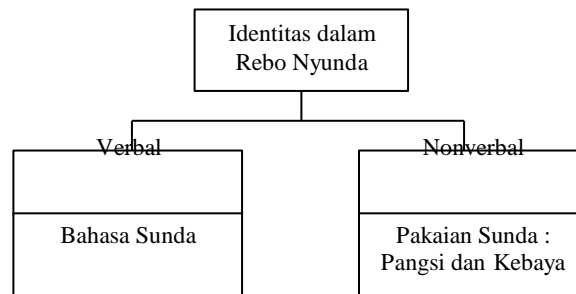 Identitas dalam
Rebo Nyunda
Verbal
Nonverbal
Bahasa Sunda
Pakaian Sunda :
Pangsi dan Kebaya